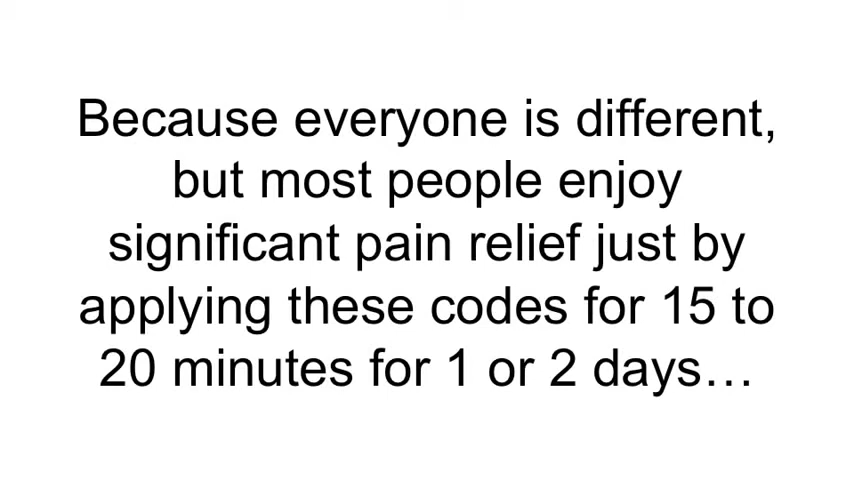 Because everyone is different,
but most people enjoy
significant pain relief just by
applying these codes for 15 to
20 minutes for 1 or 2 days…